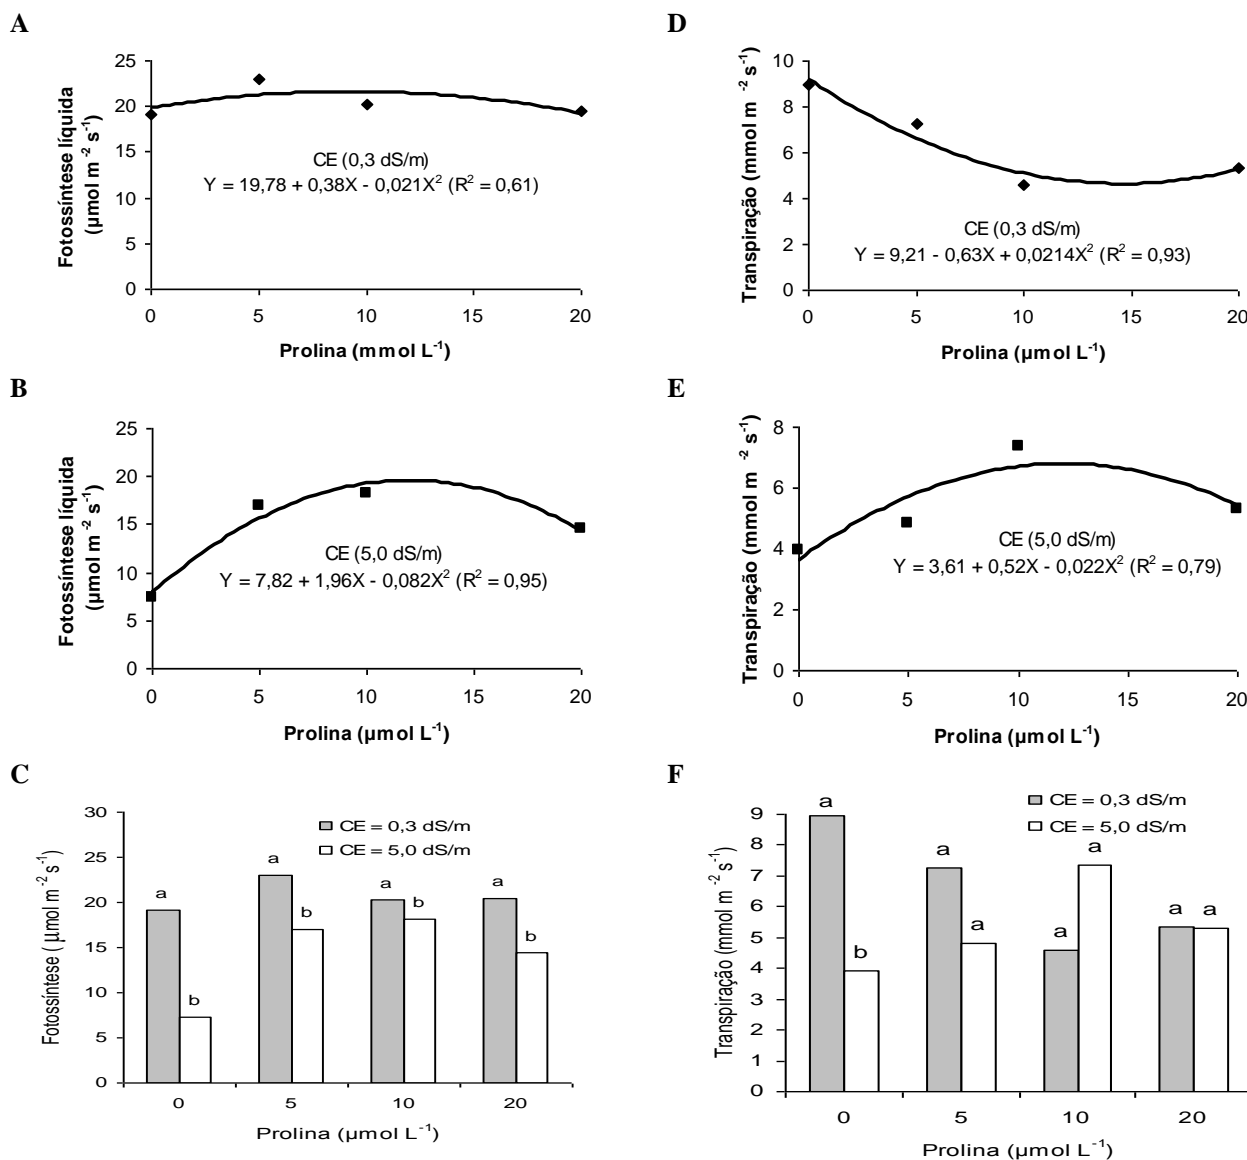 A
Fotossíntese líquida
(µmol m⁻² s⁻¹)
25
20
15
10
5
0
CE (0,3 dS/m)
Y = 19,78 + 0,38X - 0,021X² (R² = 0,61)
0 5 10 15 20
Prolina (mmol L⁻¹)
D
Transpiração (mmol m⁻² s⁻¹)
10
8
6
4
2
0
CE (0,3 dS/m)
Y = 9,21 - 0,63X + 0,0214X² (R² = 0,93)
0 5 10 15 20
Prolina (µmol L⁻¹)
B
Fotossíntese líquida
(µmol m⁻² s⁻¹)
25
20
15
10
5
0
CE (5,0 dS/m)
Y = 7,82 + 1,96X - 0,082X² (R² = 0,95)
0 5 10 15 20
Prolina (µmol L⁻¹)
E
Transpiração (mmol m⁻² s⁻¹)
8
6
4
2
0
CE (5,0 dS/m)
Y = 3,61 + 0,52X - 0,022X² (R² = 0,79)
0 5 10 15 20
Prolina (µmol L⁻¹)
C
Fotossíntese ( µmol m⁻² s⁻¹)
30
25
20
15
10
5
0
CE = 0,3 dS/m
CE = 5,0 dS/m
a b a b a b a b
0 5 10 20
Prolina (µmol L⁻¹)
F
Transpiração (mmol m⁻² s⁻¹)
9
8
7
6
5
4
3
2
1
0
CE = 0,3 dS/m
CE = 5,0 dS/m
a b a a a a a a
0 5 10 20
Prolina (µmol L⁻¹)